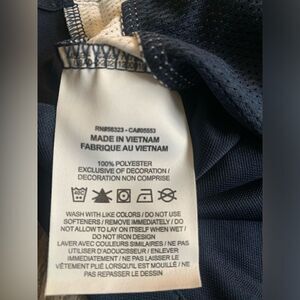 RN#56323 - CA#05553
MADE IN VIETNAM
FABRIQUE AU VIETNAM
100% POLYESTER
EXCLUSIVE OF DECORATION /
DECORATION NON COMPRISE
WASH WITH LIKE COLORS / DO NOT USE
SOFTENERS / REMOVE IMMEDIATELY / DO
NOT ALLOW TO LAY ON ITSELF WHEN WET /
DO NOT IRON DESIGN
LAVER AVEC COULEURS SIMILAIRES / NE PAS
UTILISER D'ADOUCISSEUR / ENLEVER
IMMÉDIATEMENT / NE PAS LAISSER LE
VÊTEMENT PLIÉ LORSQU'IL EST MOUILLÉ / NE
PAS REPASSER LE DESSIN